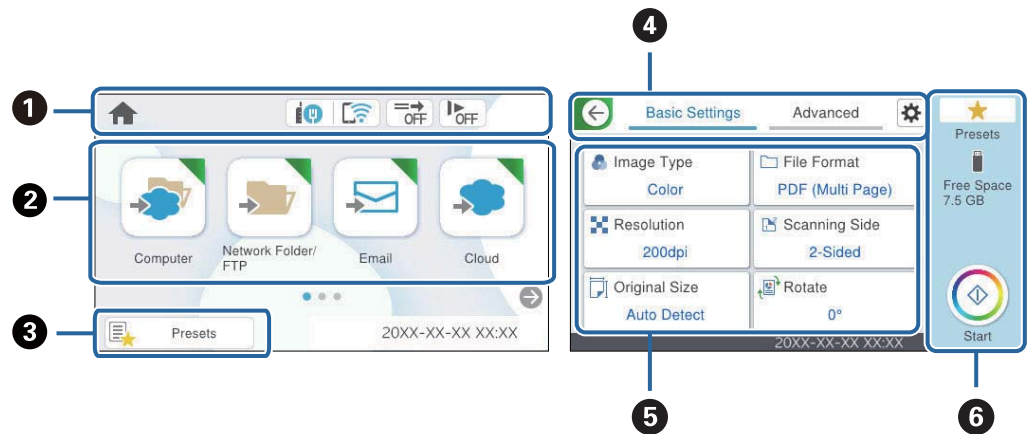 4
1
OFF OFF
Basic Settings Advanced
Presets
Free Space
7.5 GB
Start
2
Computer
Network Folder/
FTP
Email
Cloud
Image Type
Color
File Format
PDF (Multi Page)
Resolution
200dpi
Scanning Side
2-Sided
Original Size
Auto Detect
Rotate
0°
3
Presets
20XX-XX-XX XX:XX
20XX-XX-XX XX:XX
5
6